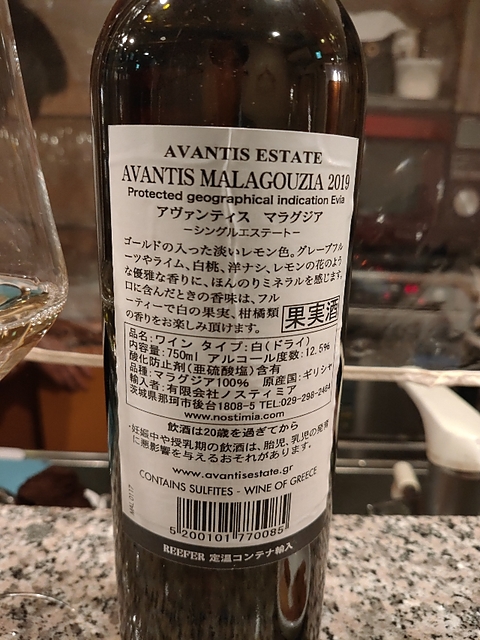 AVANTIS ESTATE
AVANTIS MALAGOUZIA 2019
Protected geographical indication Evia
アヴァンティス マラグジア
－シングルエステート－
ゴールドの入った淡いレモン色。グレープフル
ーツやライム、白桃、洋ナシ、レモンの花のよう
な優雅な香りに、ほんのりミネラルを感じます。
口に含んだときの香味は、フル
ーティーで白の果実、柑橘類
の香りをお楽しみ頂けます。
果実酒
品名：ワイン タイプ：白(ドライ)
内容量：750ml アルコール度数：12.5%
酸化防止剤(亜硫酸塩)含有
品種：マラグジア100% 原産国：ギリシャ
輸入者：有限会社ノスティミア
茨城県那珂市後台1808-5 TEL:029-298-2464
www.nostimia.com
飲酒は20歳を過ぎてから
妊娠中や授乳期の飲酒は、胎児、乳児の発育
に悪影響を与えるおそれがあります。
www.avantisestate.gr
CONTAINS SULFITES - WINE OF GREECE
5 200101 770085
REEFER 定温コンテナ輸入